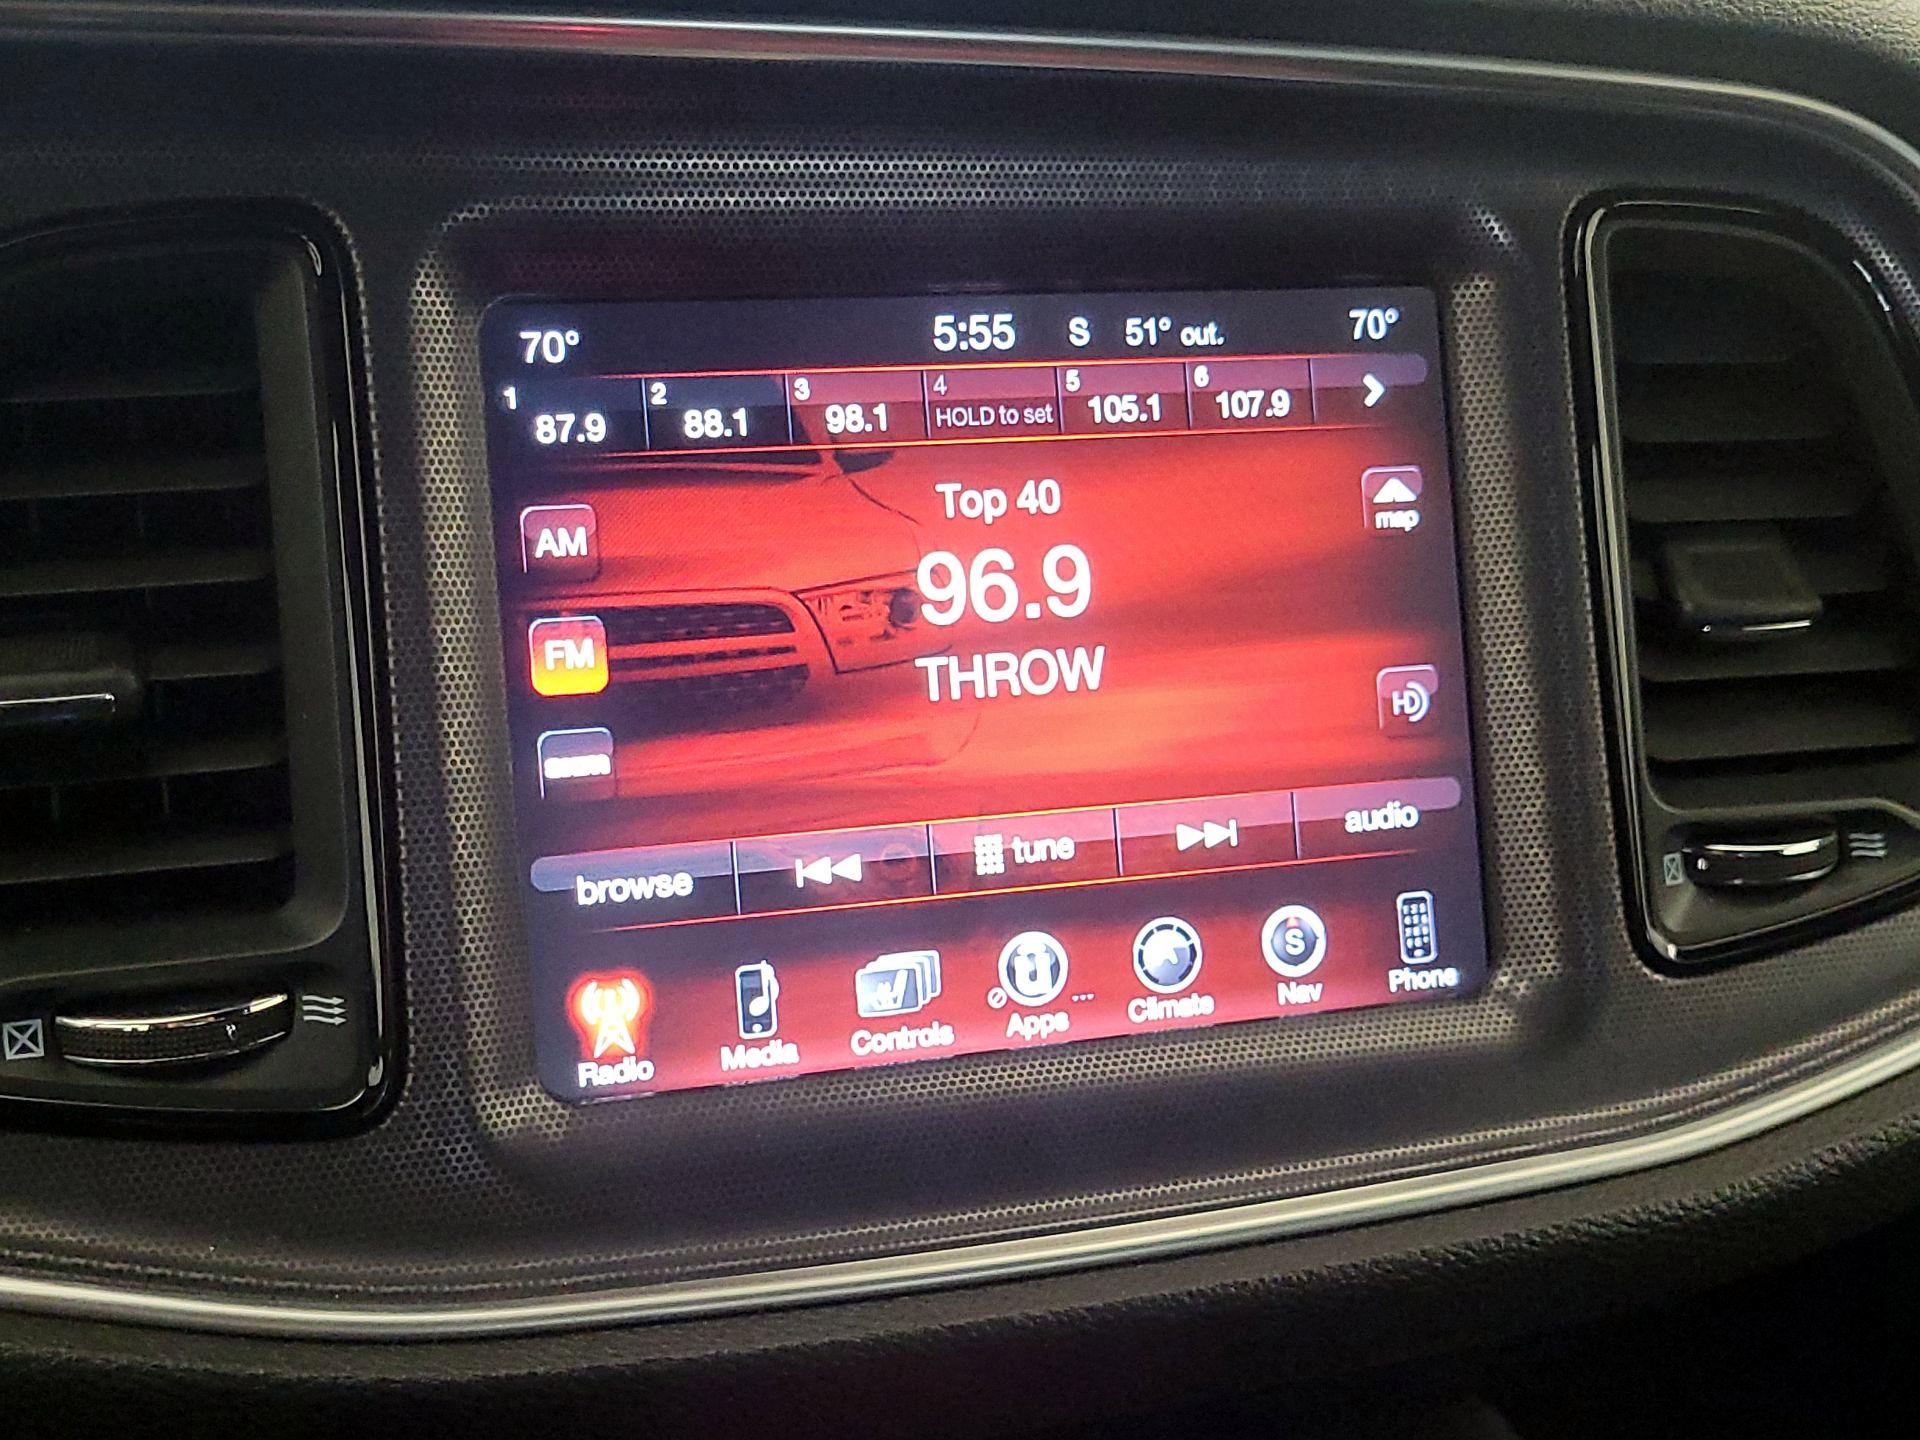 70° 5:55 S 51° out. 70°
1 87.9 2 88.1 3 98.1 4 HOLD to set 5 105.1 6 107.9
Top 40
AM
map
96.9
FM
THROW
HD
browse tune audio
Radio Media Controls Apps ... Climate S Nav Phone